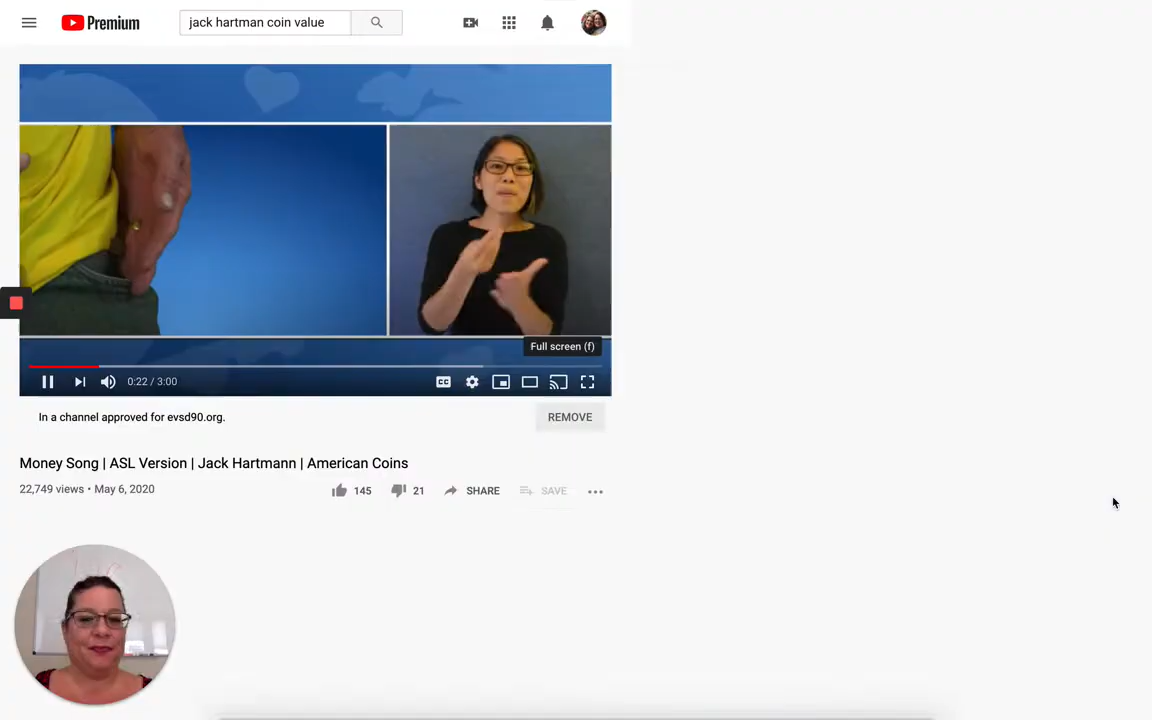 Premium
jack hartman coin value
Full screen (f)
CC
0:22 / 3:00
In a channel approved for evsd90.org.
REMOVE
Money Song | ASL Version | Jack Hartmann | American Coins
22,749 views • May 6, 2020
145
21
SHARE
SAVE